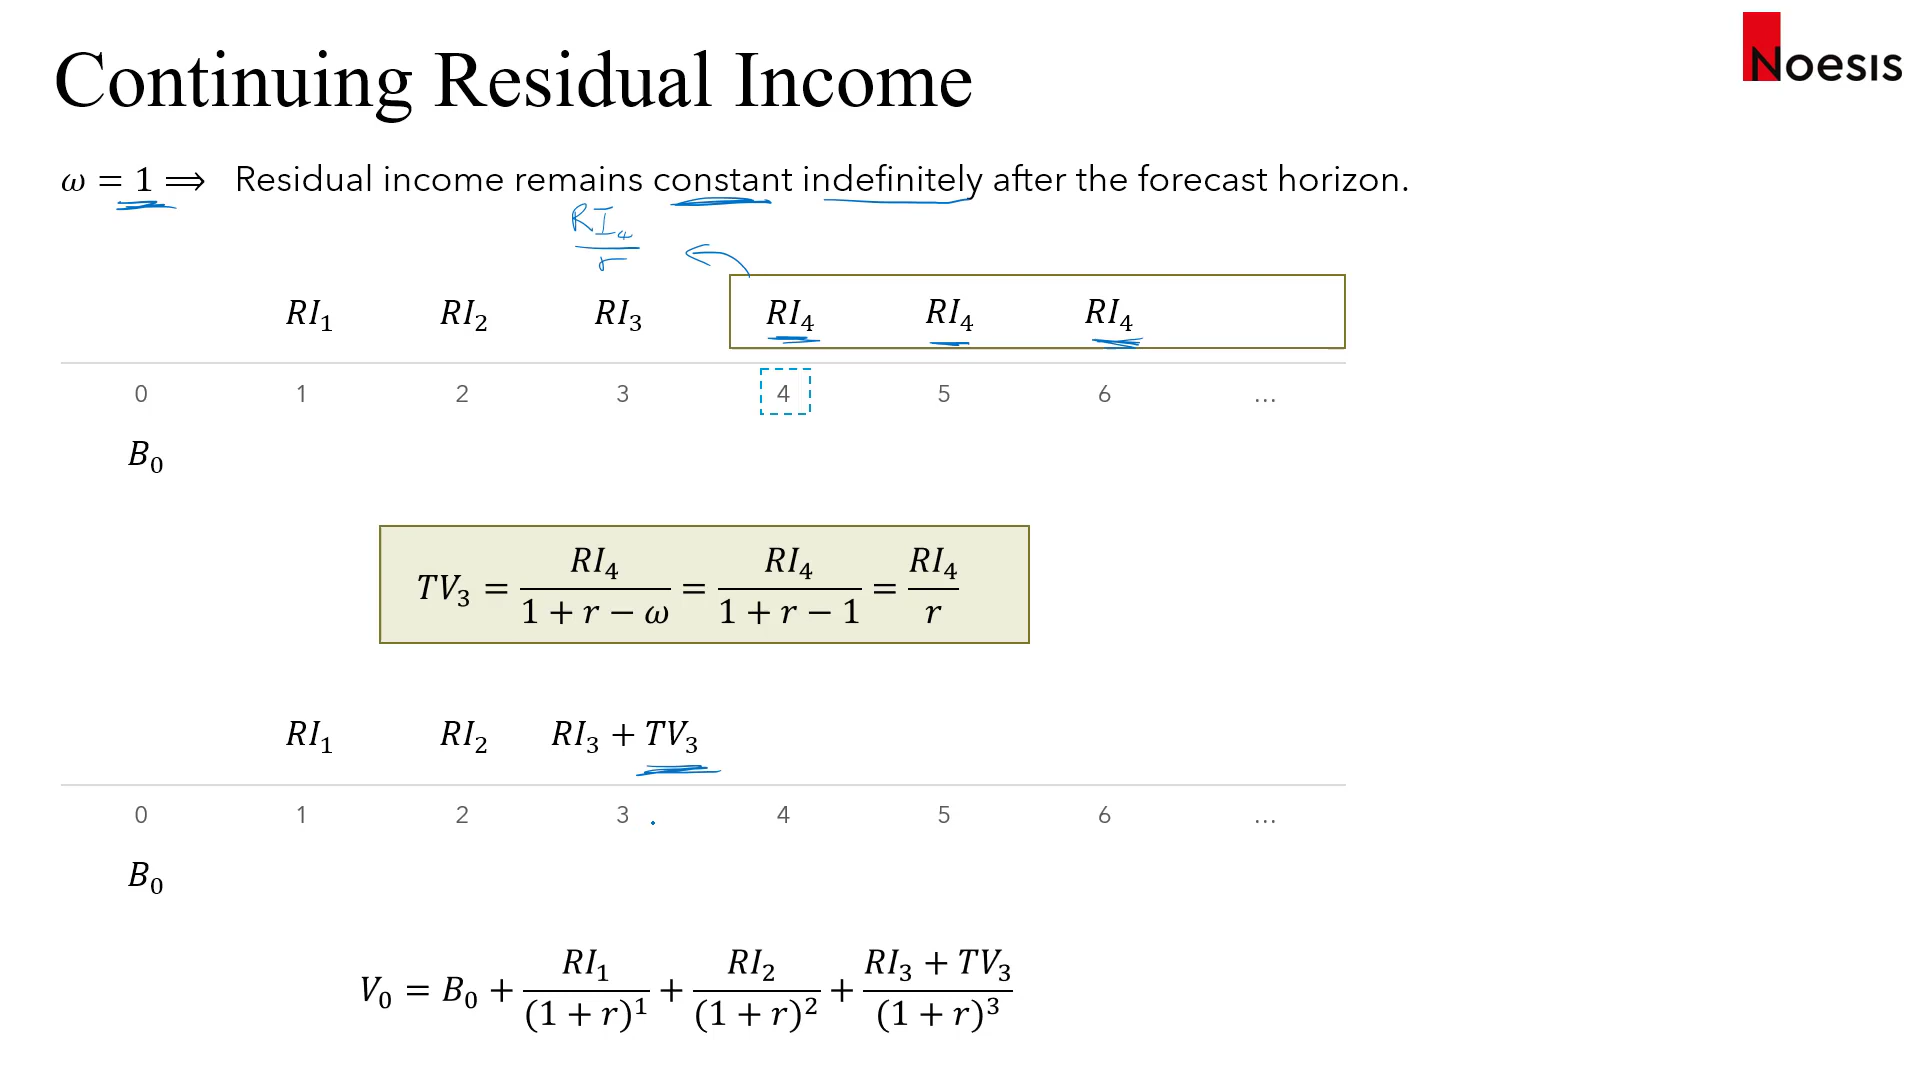 Continuing Residual Income
Noesis
ω = 1 ⟹ Residual income remains constant indefinitely after the forecast horizon.
RI₄
r
RI₁ RI₂ RI₃ RI₄ RI₄ RI₄
0 1 2 3 4 5 6 …
B₀
TV₃ = RI₄/(1 + r − ω) = RI₄/(1 + r − 1) = RI₄/r
RI₁ RI₂ RI₃ + TV₃
0 1 2 3 4 5 6 …
B₀
V₀ = B₀ + RI₁/(1 + r)¹ + RI₂/(1 + r)² + (RI₃ + TV₃)/(1 + r)³